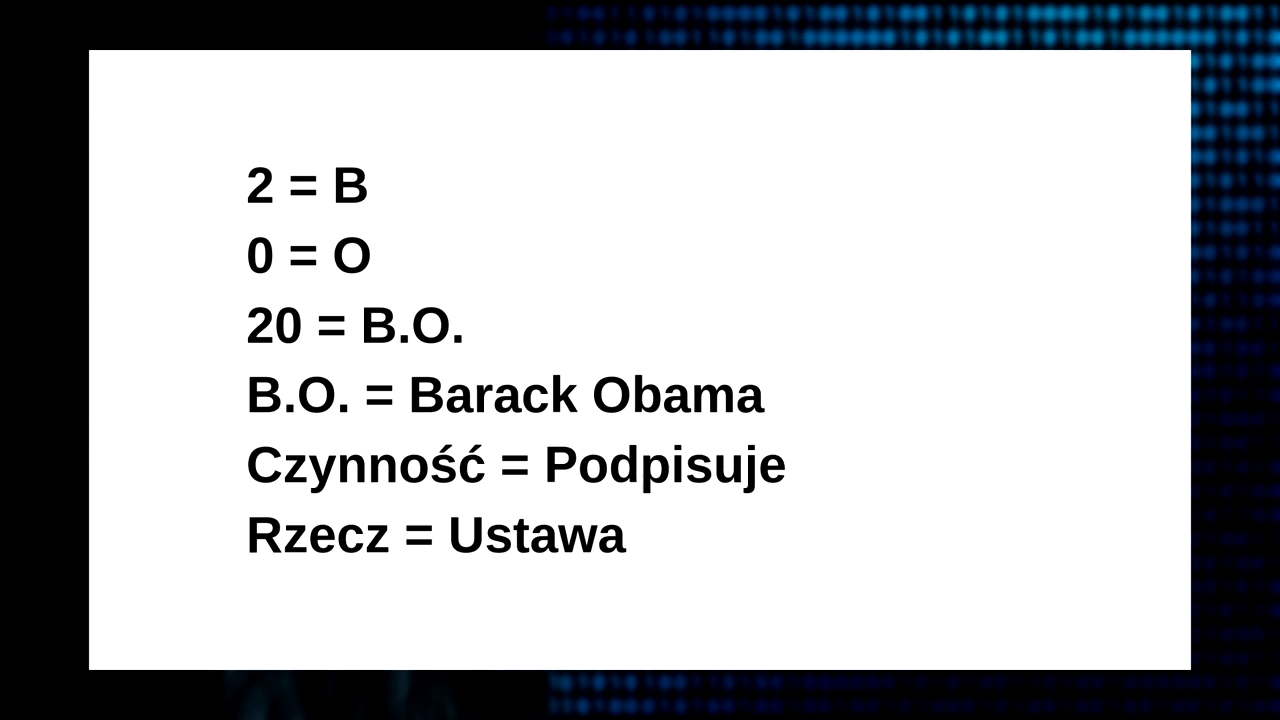 2 = B
0 = O
20 = B.O.
B.O. = Barack Obama
Czynność = Podpisuje
Rzecz = Ustawa